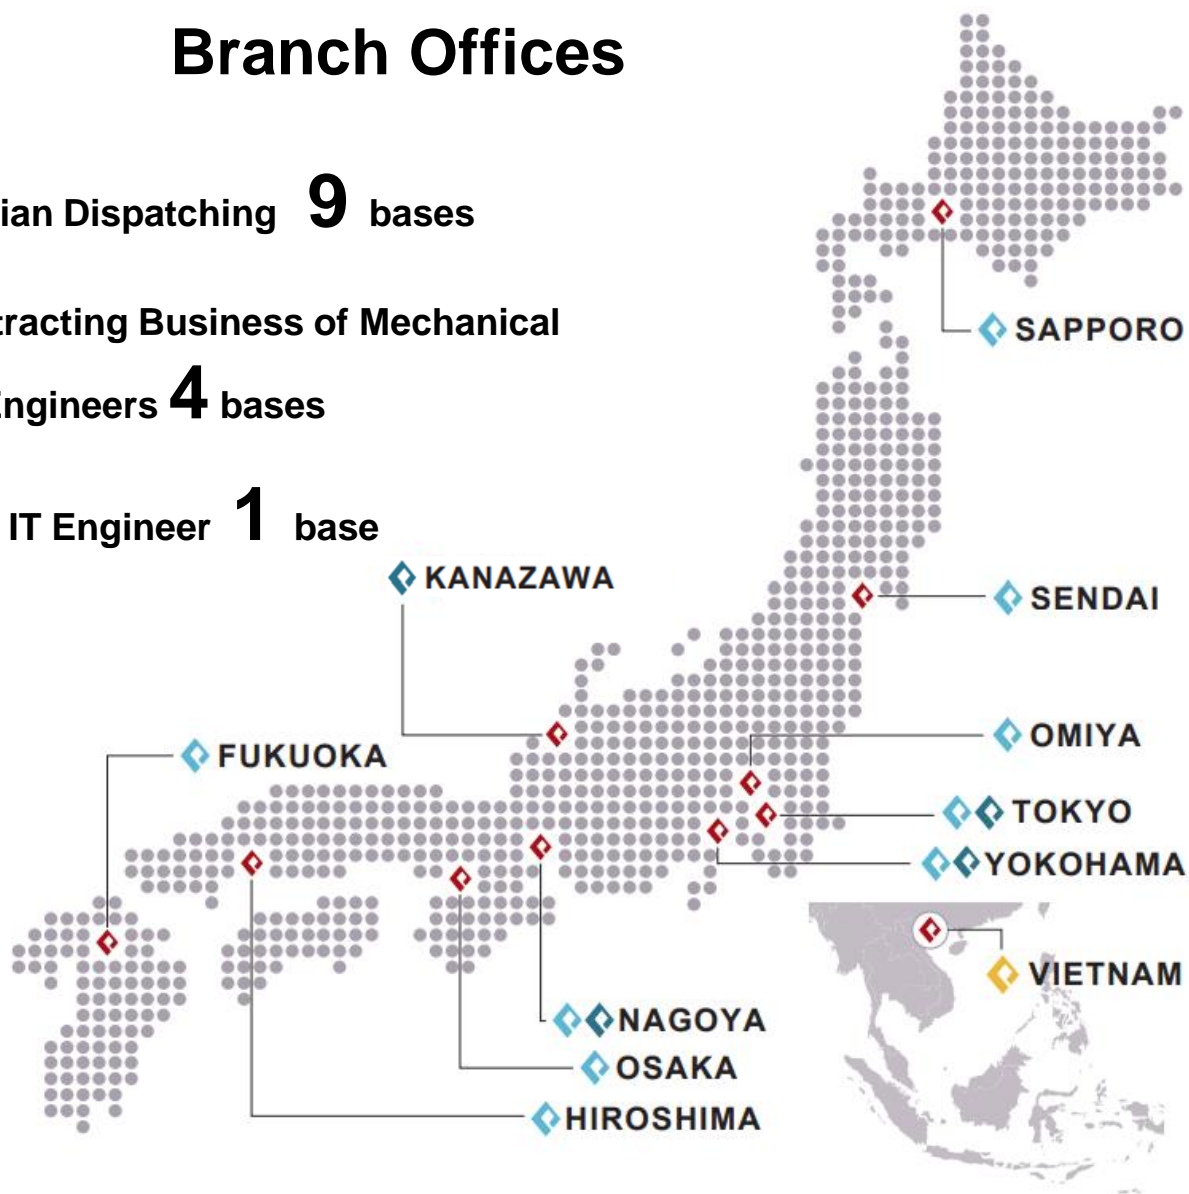 Branch Offices
ian Dispatching 9 bases
tracting Business of Mechanical
Engineers 4 bases
IT Engineer 1 base
SAPPORO
KANAZAWA
SENDAI
OMIYA
FUKUOKA
TOKYO
YOKOHAMA
VIETNAM
NAGOYA
OSAKA
HIROSHIMA